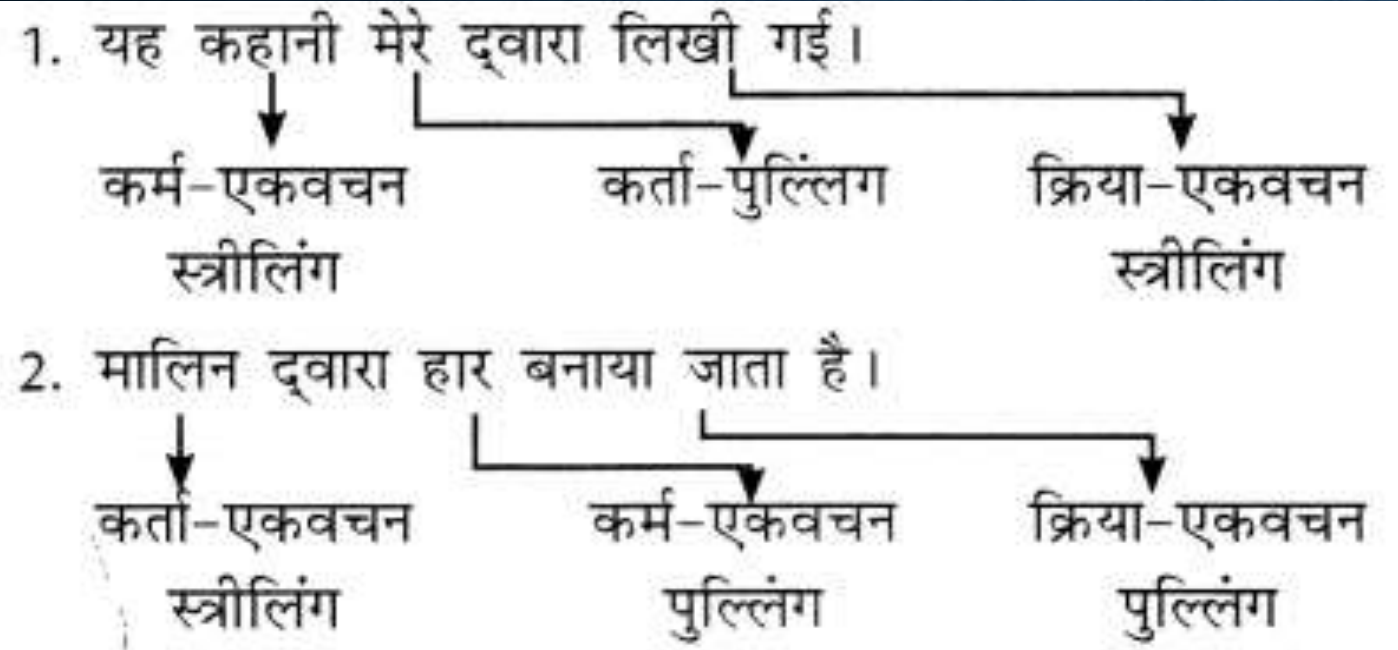 1. यह कहानी मेरे द्वारा लिखी गई।
कर्म-एकवचन कर्ता-पुल्लिंग क्रिया-एकवचन
स्त्रीलिंग स्त्रीलिंग
2. मालिन द्वारा हार बनाया जाता है।
कर्ता-एकवचन कर्म-एकवचन क्रिया-एकवचन
स्त्रीलिंग पुल्लिंग पुल्लिंग